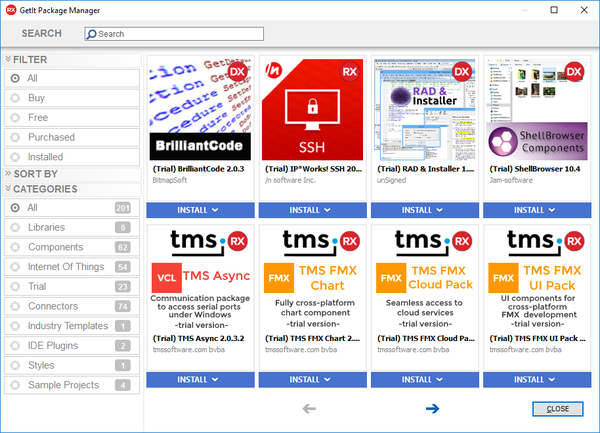 GetIt Package Manager
SEARCH
Search
FILTER
All
Buy
Free
Purchased
Installed
SORT BY
CATEGORIES
All 201
Libraries 6
Components 62
Internet Of Things 54
Trial 23
Connectors 74
Industry Templates 1
IDE Plugins 2
Styles 1
Sample Projects 4
DX
BrilliantCode
(Trial) BrilliantCode 2.0.3
BitmapSoft
INSTALL
RX
SSH
(Trial) IP*Works! SSH 20...
/n software Inc.
INSTALL
DX
RAD &
Installer
(Trial) RAD & Installer 1....
unSigned
INSTALL
DX
ShellBrowser
Components
(Trial) ShellBrowser 10.4
Jam-software
INSTALL
tms RX
VCL TMS Async
Communication package
to access serial ports
under Windows
-trial version-
(Trial) TMS Async 2.0.3.2
tmssoftware.com bvba
INSTALL
tms RX
FMX TMS FMX
Chart
Fully cross-platform
chart component
-trial version-
(Trial) TMS FMX Chart 2....
tmssoftware.com bvba
INSTALL
tms RX
FMX TMS FMX
Cloud Pack
Seamless access to
cloud services
-trial version-
(Trial) TMS FMX Cloud Pa...
tmssoftware.com bvba
INSTALL
tms RX
FMX TMS FMX
UI Pack
UI components for
cross-platform
FMX development
-trial version-
(Trial) TMS FMX UI Pack ...
tmssoftware.com bvba
INSTALL
CLOSE